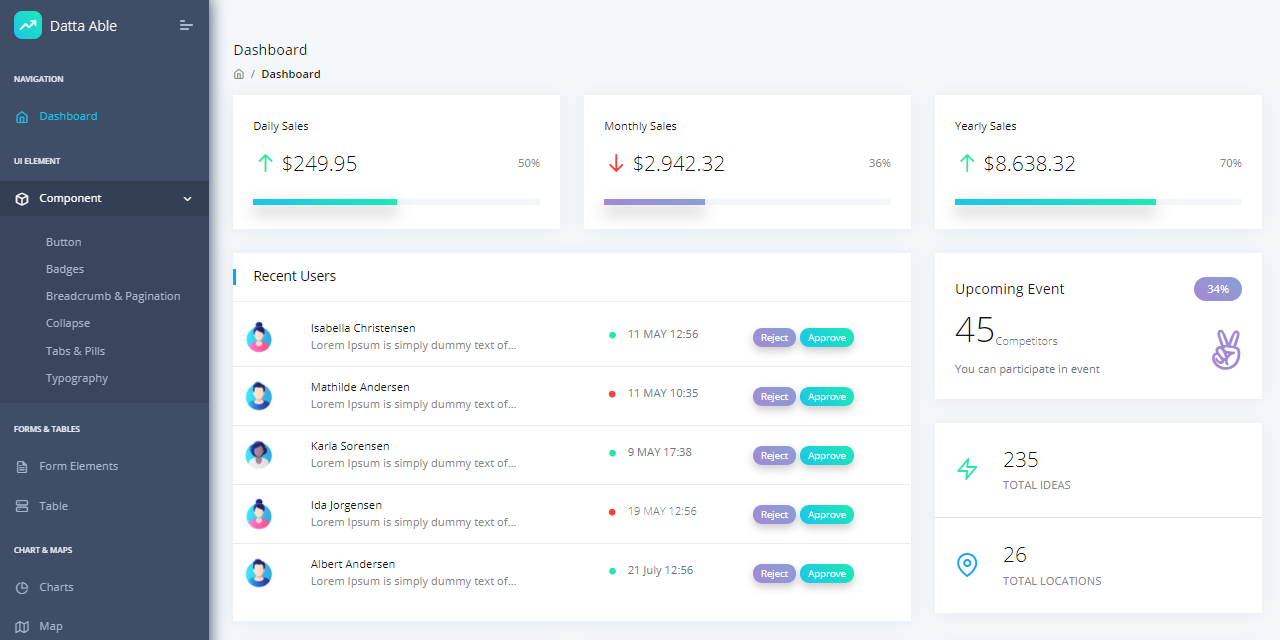 Datta Able
NAVIGATION
Dashboard
UI ELEMENT
Component
Button
Badges
Breadcrumb & Pagination
Collapse
Tabs & Pills
Typography
FORMS & TABLES
Form Elements
Table
CHART & MAPS
Charts
Map
Dashboard
/ Dashboard
Daily Sales
$249.95 50%
Monthly Sales
$2.942.32 36%
Yearly Sales
$8.638.32 70%
Recent Users
Isabella Christensen
Lorem Ipsum is simply dummy text of...
11 MAY 12:56
Reject Approve
Mathilde Andersen
Lorem Ipsum is simply dummy text of...
11 MAY 10:35
Reject Approve
Karla Sorensen
Lorem Ipsum is simply dummy text of...
9 MAY 17:38
Reject Approve
Ida Jorgensen
Lorem Ipsum is simply dummy text of...
19 MAY 12:56
Reject Approve
Albert Andersen
Lorem Ipsum is simply dummy text of...
21 July 12:56
Reject Approve
Upcoming Event 34%
45 Competitors
You can participate in event
235
TOTAL IDEAS
26
TOTAL LOCATIONS